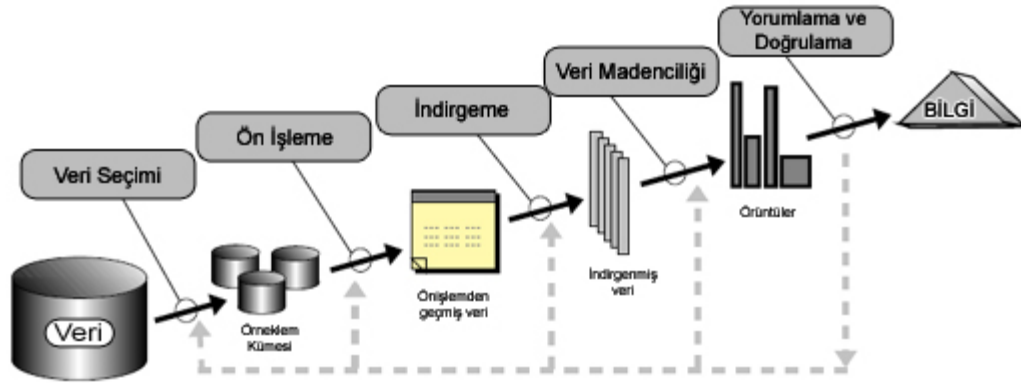 Yorumlama ve
Doğrulama
Veri Madenciliği
BİLGİ
İndirgeme
Ön İşleme
Veri Seçimi
Örüntüler
İndirgenmiş
veri
Önişlemden
geçmiş veri
Örneklem
Kümesi
Veri